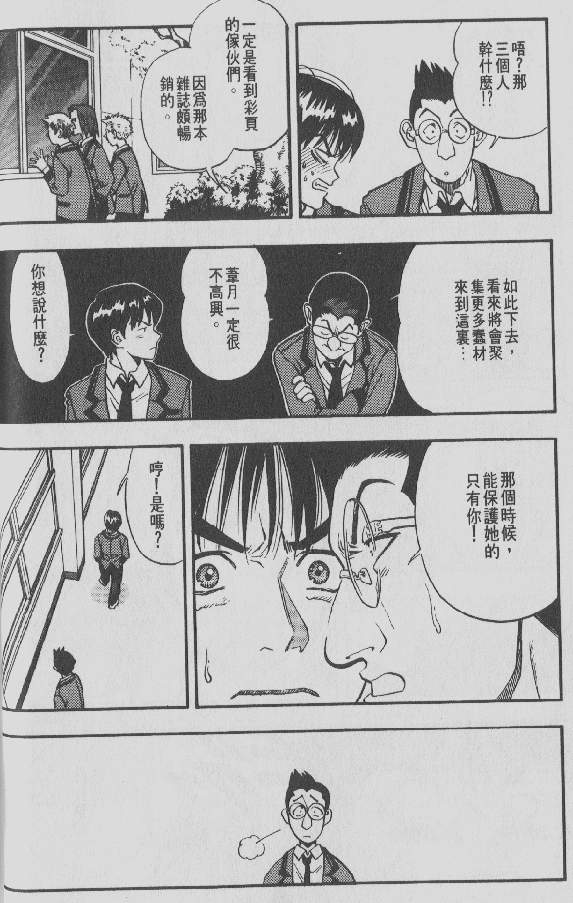 唔？那
三個人
幹什麼!?
一定是看到彩頁
的傢伙們。
因為那本
雜誌頗暢
銷的。
如此下去，
看來將會聚
集更多蠢材
來到這裏…
葦月一定很
不高興。
你想說什麼？
那個時候，
能保護她的
只有你！
哼！是嗎？